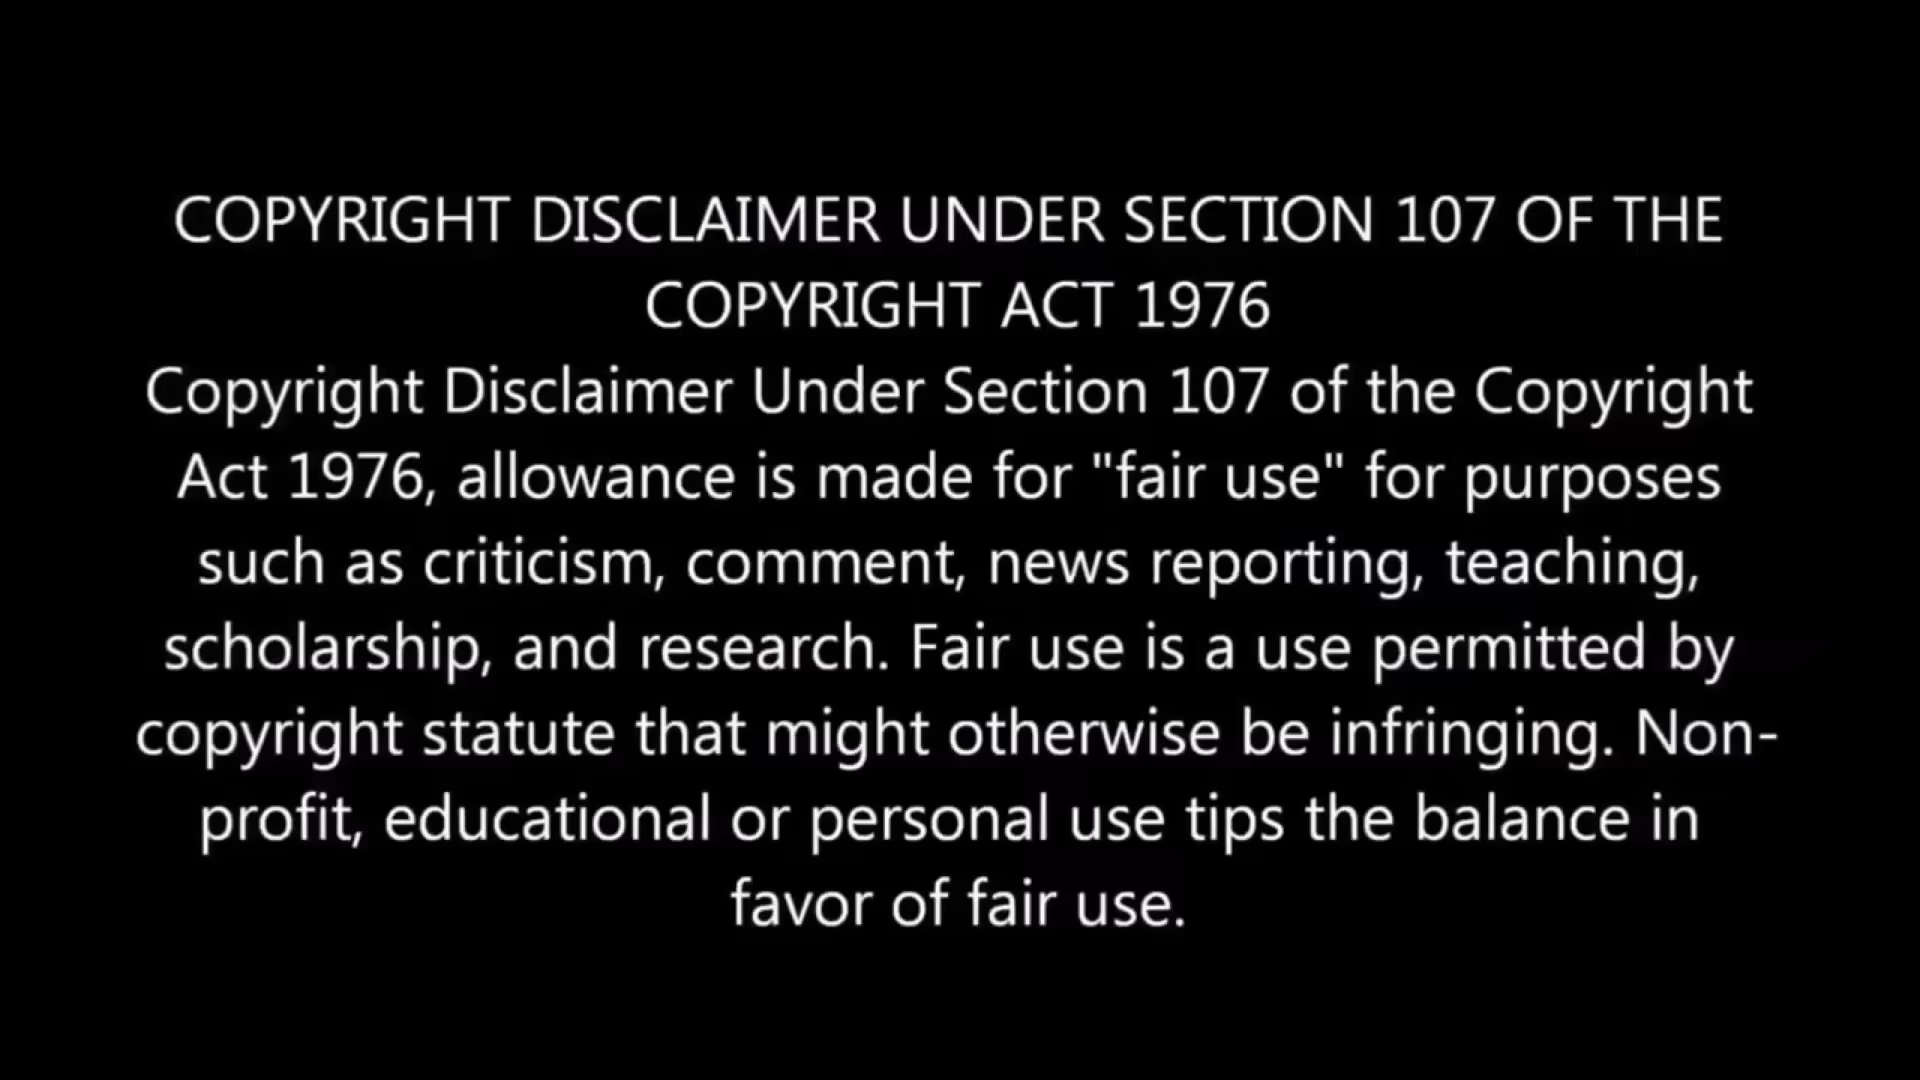 COPYRIGHT DISCLAIMER UNDER SECTION 107 OF THE
COPYRIGHT ACT 1976
Copyright Disclaimer Under Section 107 of the Copyright
Act 1976, allowance is made for "fair use" for purposes
such as criticism, comment, news reporting, teaching,
scholarship, and research. Fair use is a use permitted by
copyright statute that might otherwise be infringing. Non-
profit, educational or personal use tips the balance in
favor of fair use.